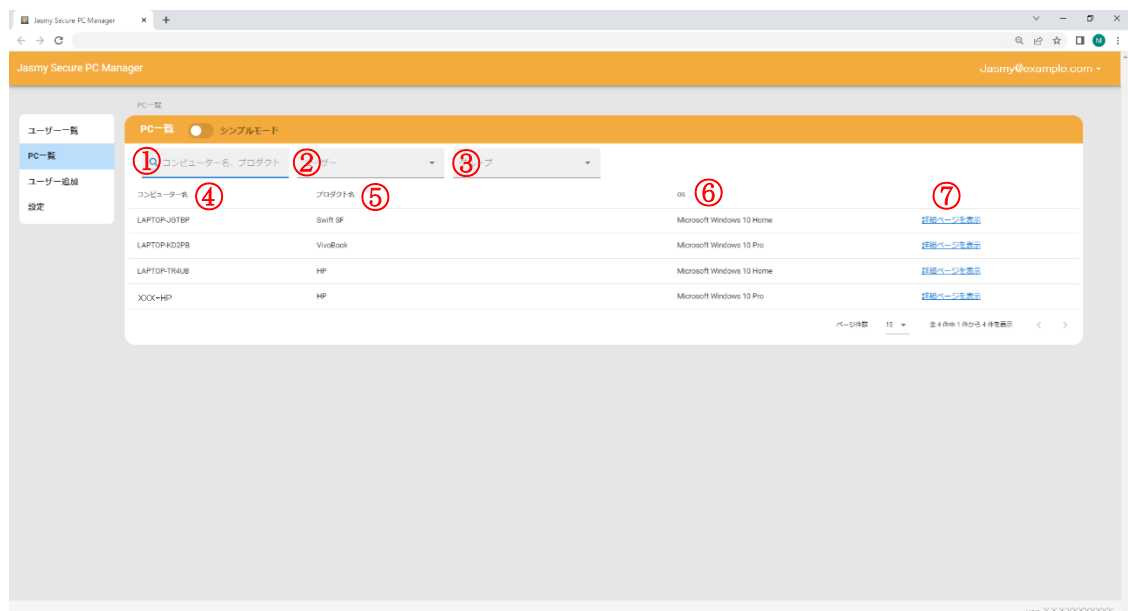 Jasmy Secure PC Manager
Jasmy Secure PC Manager
Jasmy@example.com
PC一覧
ユーザー一覧
PC一覧
ユーザー追加
設定
PC一覧 シンプルモード
① コンピューター名、プロダクト ② ーザー ③ ープ
コンピューター名 ④ プロダクト名 ⑤ OS ⑥ ⑦
LAPTOP-J8TBP Swift SF Microsoft Windows 10 Home 詳細ページを表示
LAPTOP-KD2PB VivoBook Microsoft Windows 10 Pro 詳細ページを表示
LAPTOP-TR4UB HP Microsoft Windows 10 Home 詳細ページを表示
XXX-HP HP Microsoft Windows 10 Pro 詳細ページを表示
ページ件数 10 全 4 件中 1 件から 4 件を表示